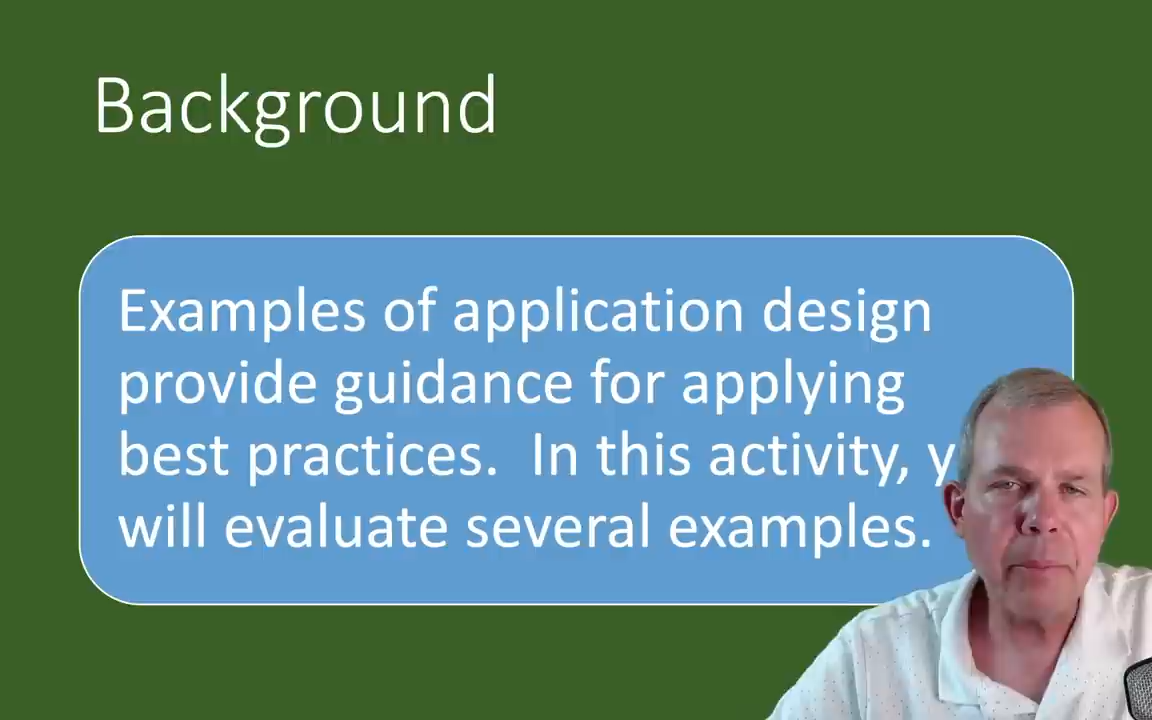 Background
Examples of application design
provide guidance for applying
best practices. In this activity, y
will evaluate several examples.